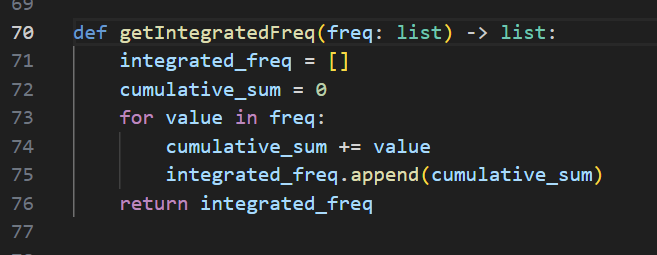 69
70 def getIntegratedFreq(freq: list) -> list:
71     integrated_freq = []
72     cumulative_sum = 0
73     for value in freq:
74         cumulative_sum += value
75         integrated_freq.append(cumulative_sum)
76     return integrated_freq
77